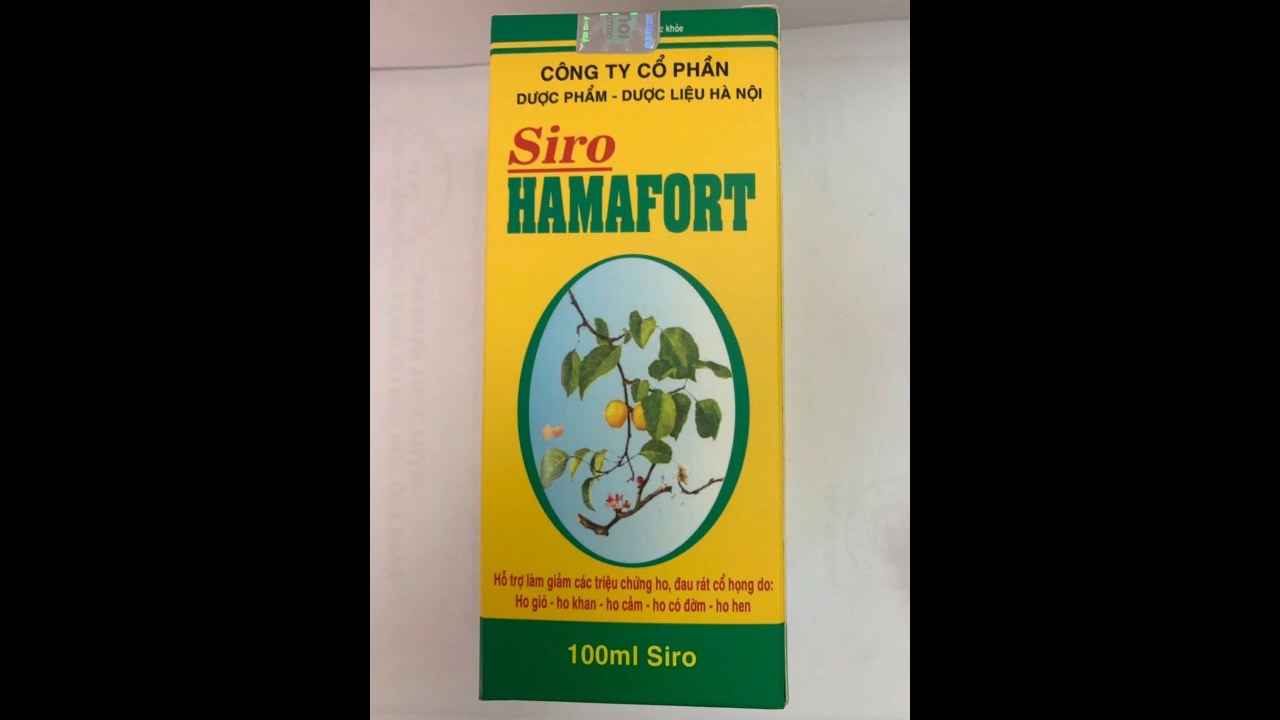 c khỏe
CÔNG TY CỔ PHẦN
DƯỢC PHẨM - DƯỢC LIỆU HÀ NỘI
Siro
HAMAFORT
Hỗ trợ làm giảm các triệu chứng ho, đau rát cổ họng do:
Ho gió - ho khan - ho cảm - ho có đờm - ho hen
100ml Siro